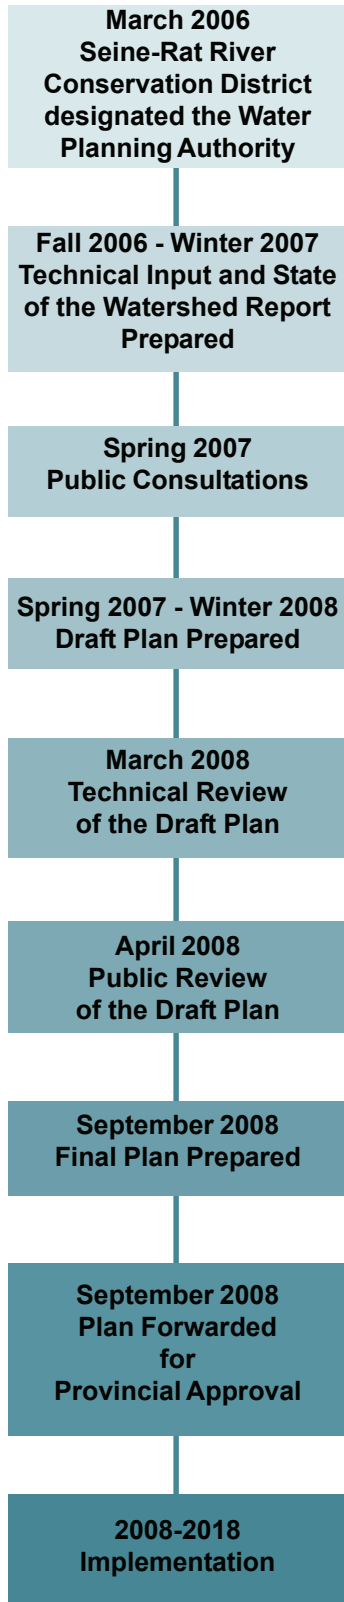 March 2006
Seine-Rat River
Conservation District
designated the Water
Planning Authority
Fall 2006 - Winter 2007
Technical Input and State
of the Watershed Report
Prepared
Spring 2007
Public Consultations
Spring 2007 - Winter 2008
Draft Plan Prepared
March 2008
Technical Review
of the Draft Plan
April 2008
Public Review
of the Draft Plan
September 2008
Final Plan Prepared
September 2008
Plan Forwarded
for
Provincial Approval
2008-2018
Implementation